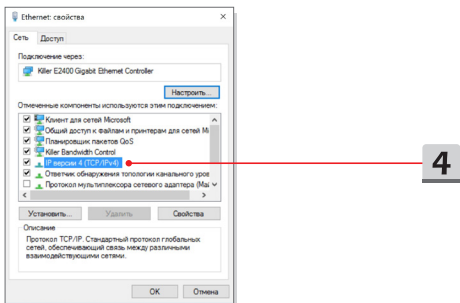 Ethernet: свойства
Сеть Доступ
Подключение через:
Killer E2400 Gigabit Ethernet Controller
Настроить...
Отмеченные компоненты используются этим подключением:
Клиент для сетей Microsoft
Общий доступ к файлам и принтерам для сетей Mi
Планировщик пакетов QoS
Killer Bandwidth Control
IP версии 4 (TCP/IPv4)
Ответчик обнаружения топологии канального уров
Протокол мультиплексора сетевого адаптера (Mai
Установить... Удалить Свойства
Описание
Протокол TCP/IP. Стандартный протокол глобальных
сетей, обеспечивающий связь между различными
взаимодействующими сетями.
OK Отмена
4